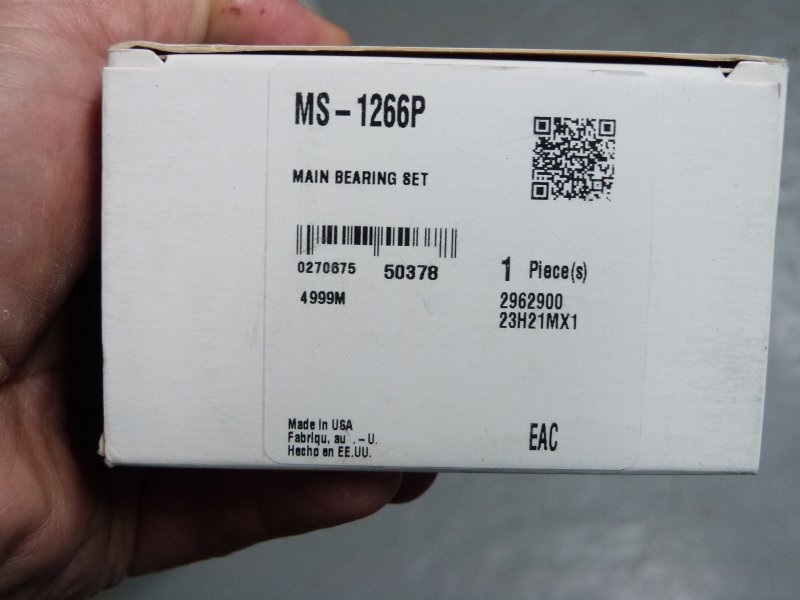 MS-1266P
MAIN BEARING SET
0270675 50378
1 Piece(s)
4999M
2962900
23H21MX1
Made in USA
Fabriqu. au . - U.
Hecho en EE.UU.
EAC